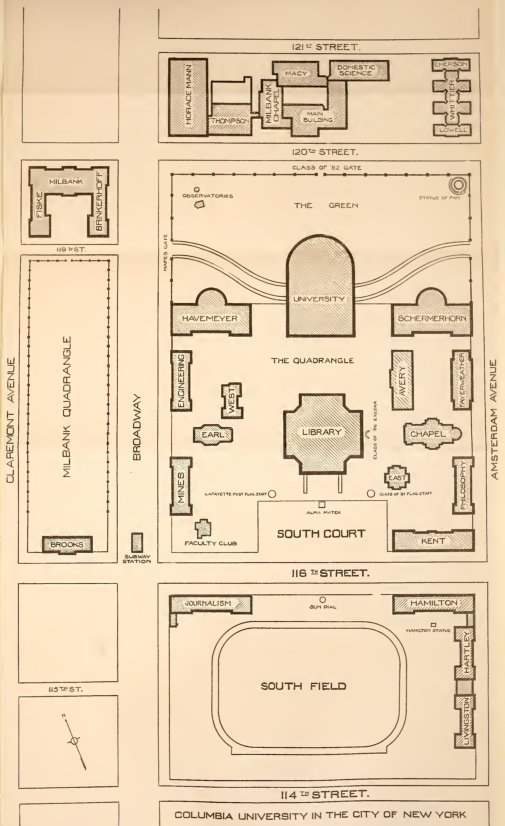 121ST STREET.
HORACE MANN
THOMPSON
MILBANK
CHAPEL
MACY
DOMESTIC
SCIENCE
MAIN
BUILDING
EMERSON
WHITTIER
LOWELL
120TH STREET.
CLASS OF '82 GATE
FISKE
MILBANK
BRINKERHOFF
119TH ST.
OBSERVATORIES
THE GREEN
STATUE OF PAN
MAPES GATE
UNIVERSITY
HAVEMEYER
SCHERMERHORN
CLAREMONT AVENUE
MILBANK QUADRANGLE
BROADWAY
THE QUADRANGLE
ENGINEERING
WEST
EARL
AVERY
FAYERWEATHER
LIBRARY
CLASS OF '86 EXEDRA
CHAPEL
AMSTERDAM AVENUE
MINES
LAFAYETTE POST FLAG STAFF
CLASS OF '81 FLAG STAFF
EAST
PHILOSOPHY
ALMA MATER
FACULTY CLUB
SOUTH COURT
KENT
BROOKS
SUBWAY
STATION
116TH STREET.
JOURNALISM
SUN DIAL
HAMILTON
HAMILTON STATUE
HARTLEY
SOUTH FIELD
LIVINGSTON
115TH ST.
N
114TH STREET.
COLUMBIA UNIVERSITY IN THE CITY OF NEW YORK